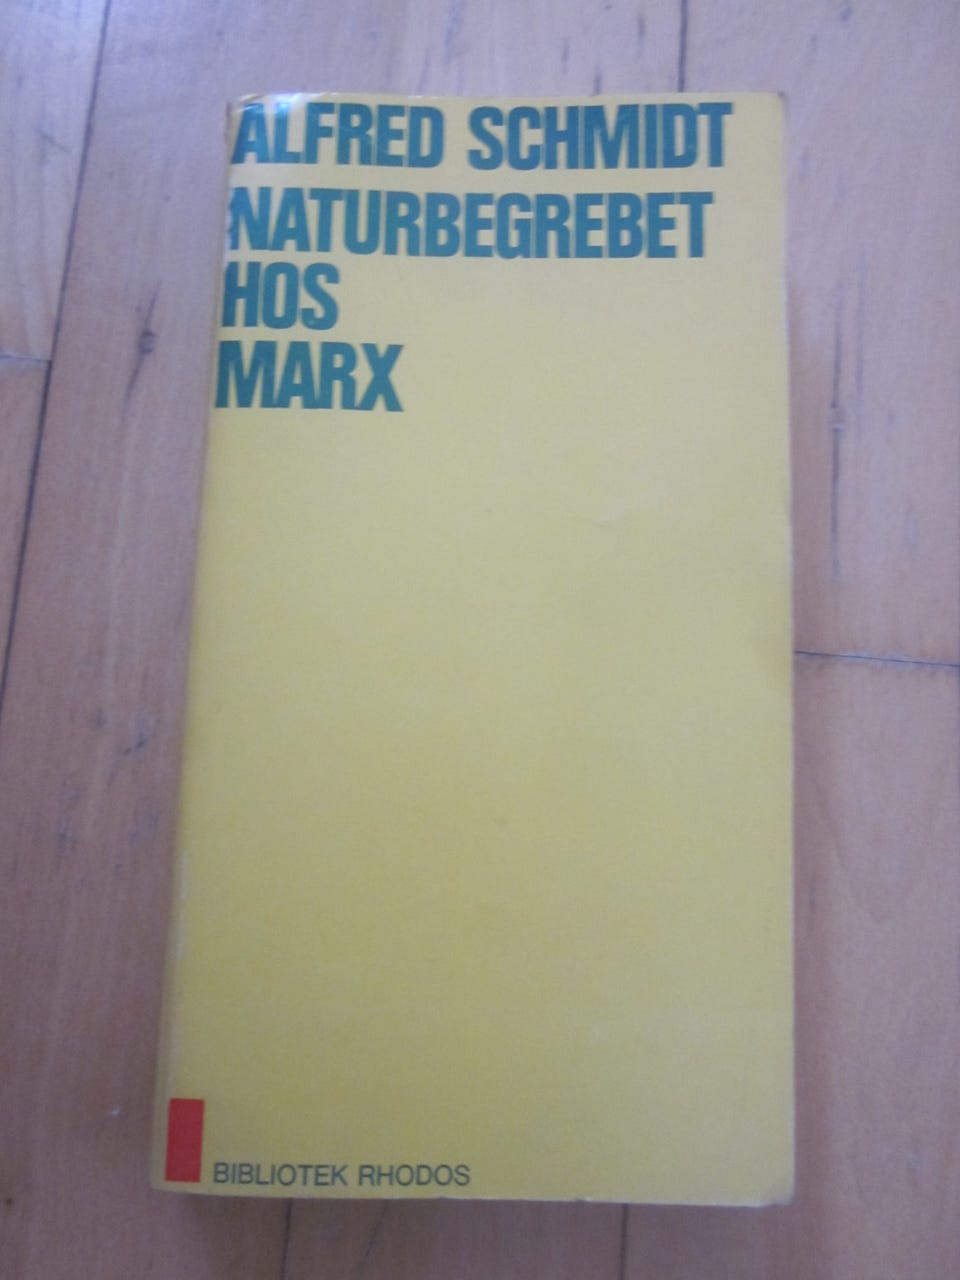 ALFRED SCHMIDT
NATURBEGREBET
HOS
MARX
BIBLIOTEK RHODOS